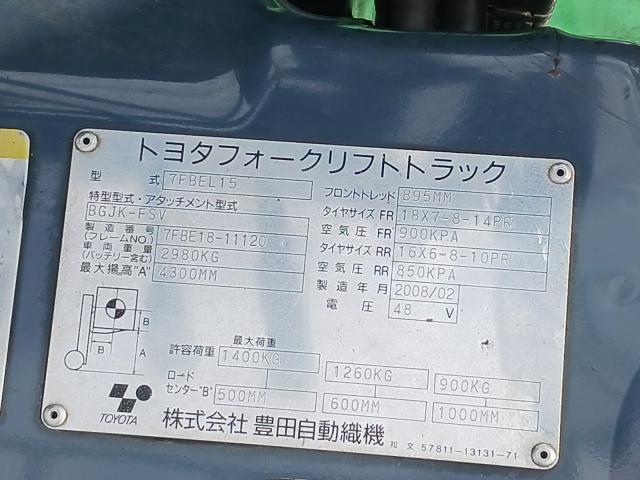 トヨタフォークリフトトラック
型 式 7FBEL15
特型型式・アタッチメント型式
BGJK-FSV
製造番号
(フレームNO.) 7FBE18-11120
車両重量
(バッテリー含む) 2980KG
最大揚高"A" 4300MM
フロントトレッド 895MM
タイヤサイズ FR 18X7-8-14PR
空気圧 FR 900KPA
タイヤサイズ RR 16X6-8-10PR
空気圧 RR 850KPA
製造年月 2008/02
電 圧 48 V
B
B
A
最大荷重
許容荷重 1400KG 1260KG 900KG
ロード
センター"B" 500MM 600MM 1000MM
TOYOTA
株式会社 豊田自動織機
和 文 57811-13131-71